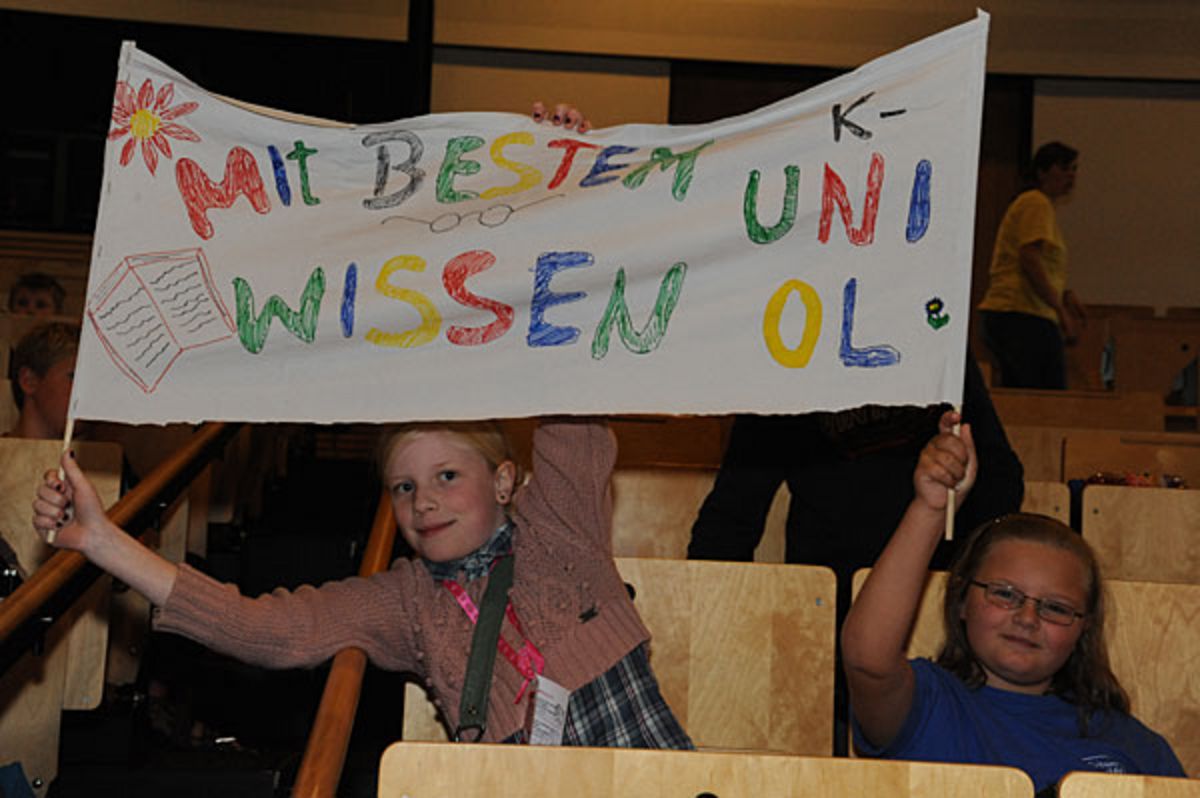 MIt BESTEM
WISSEN
K-
UNI
OL